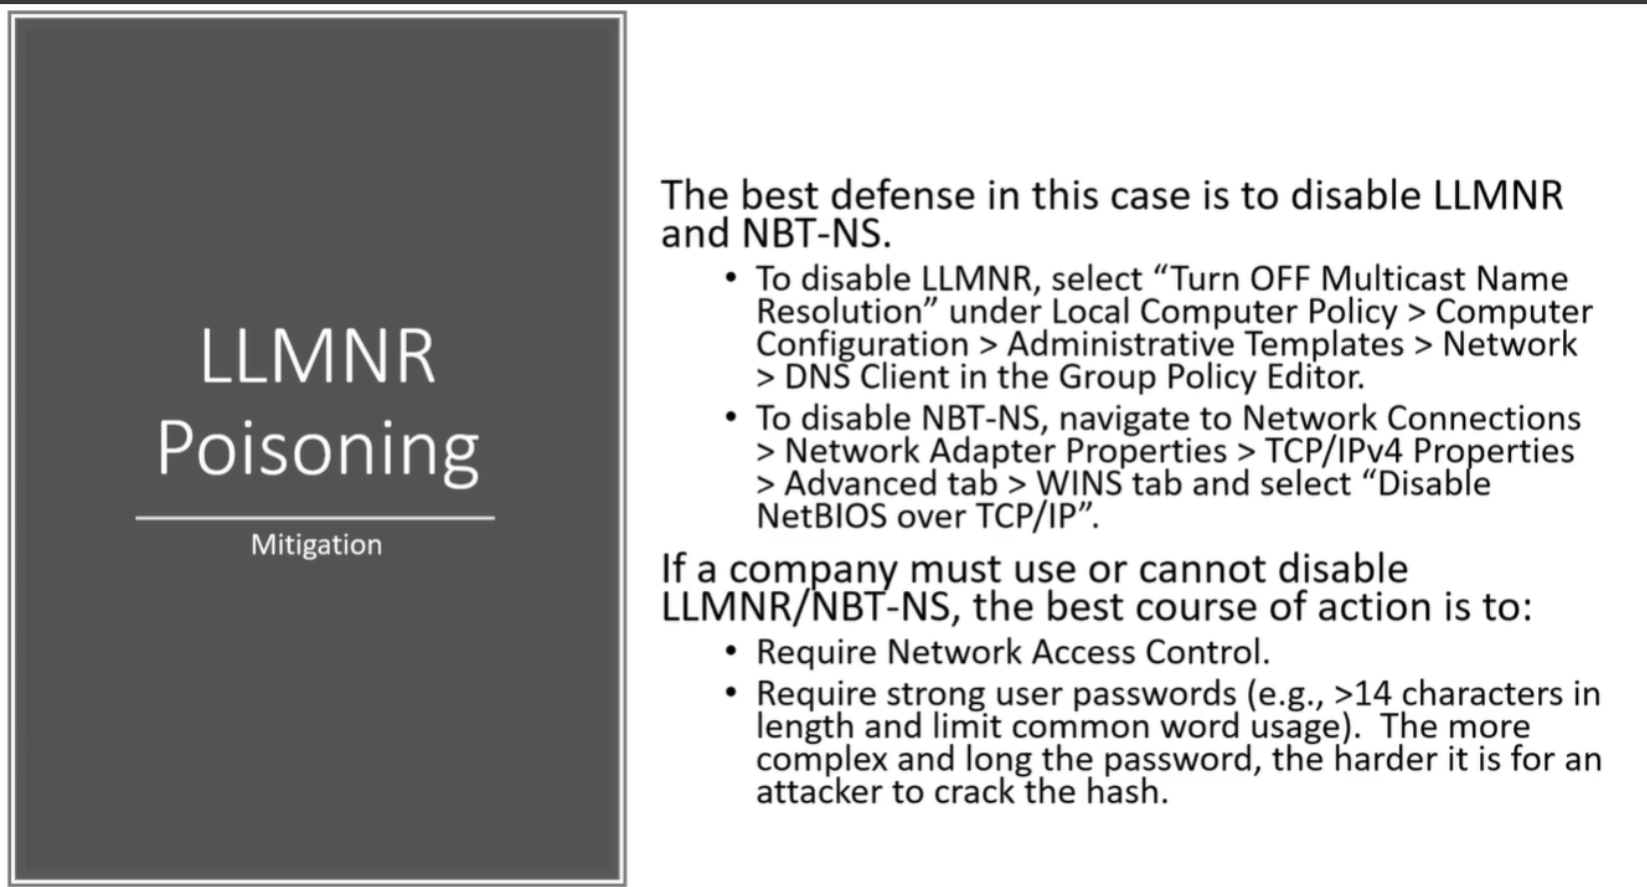 LLMNR
Poisoning
Mitigation
The best defense in this case is to disable LLMNR
and NBT-NS.
• To disable LLMNR, select “Turn OFF Multicast Name
Resolution” under Local Computer Policy > Computer
Configuration > Administrative Templates > Network
> DNS Client in the Group Policy Editor.
• To disable NBT-NS, navigate to Network Connections
> Network Adapter Properties > TCP/IPv4 Properties
> Advanced tab > WINS tab and select “Disable
NetBIOS over TCP/IP”.
If a company must use or cannot disable
LLMNR/NBT-NS, the best course of action is to:
• Require Network Access Control.
• Require strong user passwords (e.g., >14 characters in
length and limit common word usage).  The more
complex and long the password, the harder it is for an
attacker to crack the hash.